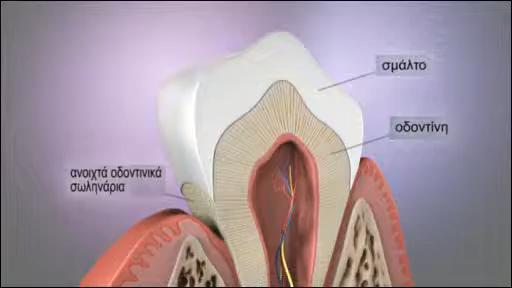 σμάλτο
οδοντίνη
ανοιχτά οδοντινικά
σωληνάρια